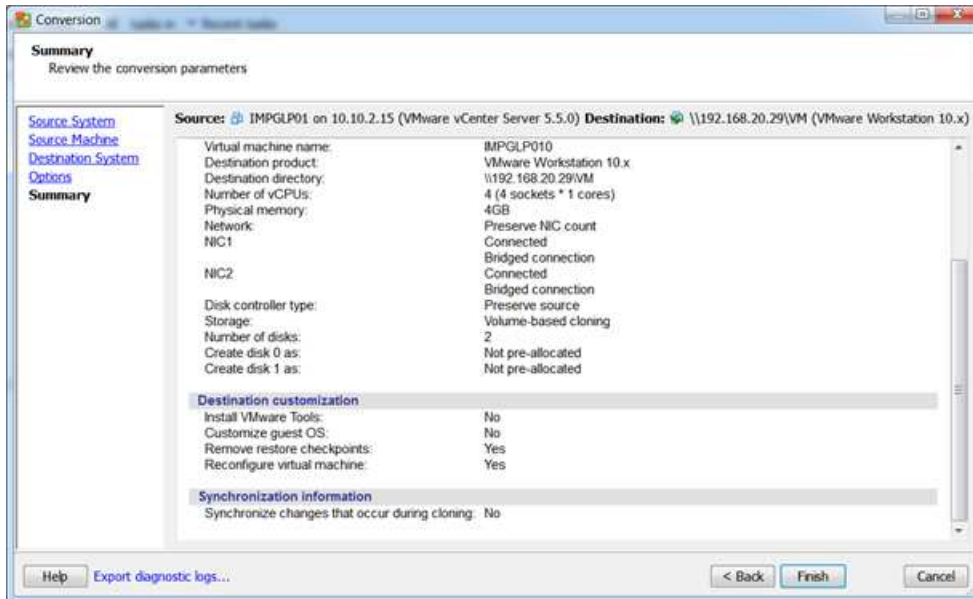 Conversion
Summary
Review the conversion parameters
Source System
Source Machine
Destination System
Options
Summary
Source: IMPGLP01 on 10.10.2.15 (VMware vCenter Server 5.5.0) Destination: \\192.168.20.29\VM (VMware Workstation 10.x)
Virtual machine name: IMPGLP010
Destination product: VMware Workstation 10.x
Destination directory: \\192.168.20.29\VM
Number of vCPUs: 4 (4 sockets * 1 cores)
Physical memory: 4GB
Network: Preserve NIC count
NIC1 Connected
Bridged connection
NIC2 Connected
Bridged connection
Disk controller type: Preserve source
Storage: Volume-based cloning
Number of disks: 2
Create disk 0 as: Not pre-allocated
Create disk 1 as: Not pre-allocated
Destination customization
Install VMware Tools: No
Customize guest OS: No
Remove restore checkpoints: Yes
Reconfigure virtual machine: Yes
Synchronization information
Synchronize changes that occur during cloning: No
Help Export diagnostic logs... < Back Finish Cancel